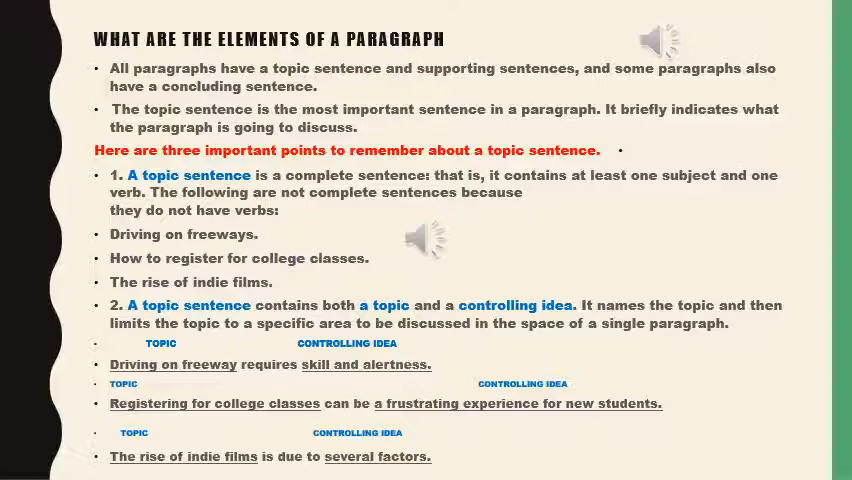 WHAT ARE THE ELEMENTS OF A PARAGRAPH
• All paragraphs have a topic sentence and supporting sentences, and some paragraphs also
have a concluding sentence.
• The topic sentence is the most important sentence in a paragraph. It briefly indicates what
the paragraph is going to discuss.
Here are three important points to remember about a topic sentence. •
• 1. A topic sentence is a complete sentence: that is, it contains at least one subject and one
verb. The following are not complete sentences because
they do not have verbs:
• Driving on freeways.
• How to register for college classes.
• The rise of indie films.
• 2. A topic sentence contains both a topic and a controlling idea. It names the topic and then
limits the topic to a specific area to be discussed in the space of a single paragraph.
• TOPIC CONTROLLING IDEA
• Driving on freeway requires skill and alertness.
• TOPIC CONTROLLING IDEA
• Registering for college classes can be a frustrating experience for new students.
• TOPIC CONTROLLING IDEA
• The rise of indie films is due to several factors.